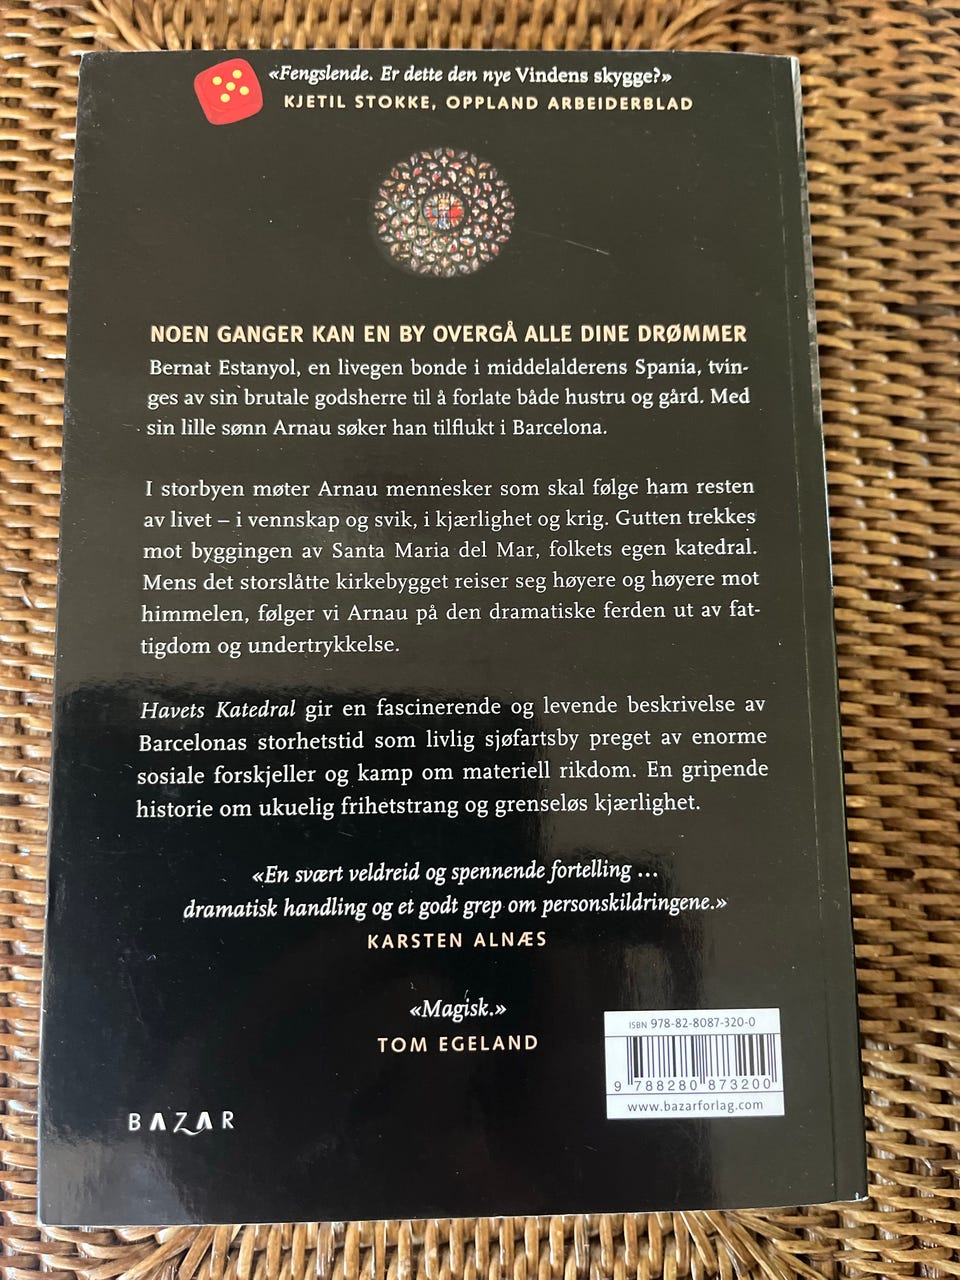 «Fengslende. Er dette den nye Vindens skygge?»
KJETIL STOKKE, OPPLAND ARBEIDERBLAD
NOEN GANGER KAN EN BY OVERGÅ ALLE DINE DRØMMER
Bernat Estanyol, en livegen bonde i middelalderens Spania, tvin-
ges av sin brutale godsherre til å forlate både hustru og gård. Med
sin lille sønn Arnau søker han tilflukt i Barcelona.
I storbyen møter Arnau mennesker som skal følge ham resten
av livet – i vennskap og svik, i kjærlighet og krig. Gutten trekkes
mot byggingen av Santa Maria del Mar, folkets egen katedral.
Mens det storslåtte kirkebygget reiser seg høyere og høyere mot
himmelen, følger vi Arnau på den dramatiske ferden ut av fat-
tigdom og undertrykkelse.
Havets Katedral gir en fascinerende og levende beskrivelse av
Barcelonas storhetstid som livlig sjøfartsby preget av enorme
sosiale forskjeller og kamp om materiell rikdom. En gripende
historie om ukuelig frihetstrang og grenseløs kjærlighet.
«En svært veldreid og spennende fortelling ...
dramatisk handling og et godt grep om personskildringene.»
KARSTEN ALNÆS
«Magisk.»
TOM EGELAND
ISBN 978-82-8087-320-0
9 788280 873200
www.bazarforlag.com
BAZAR